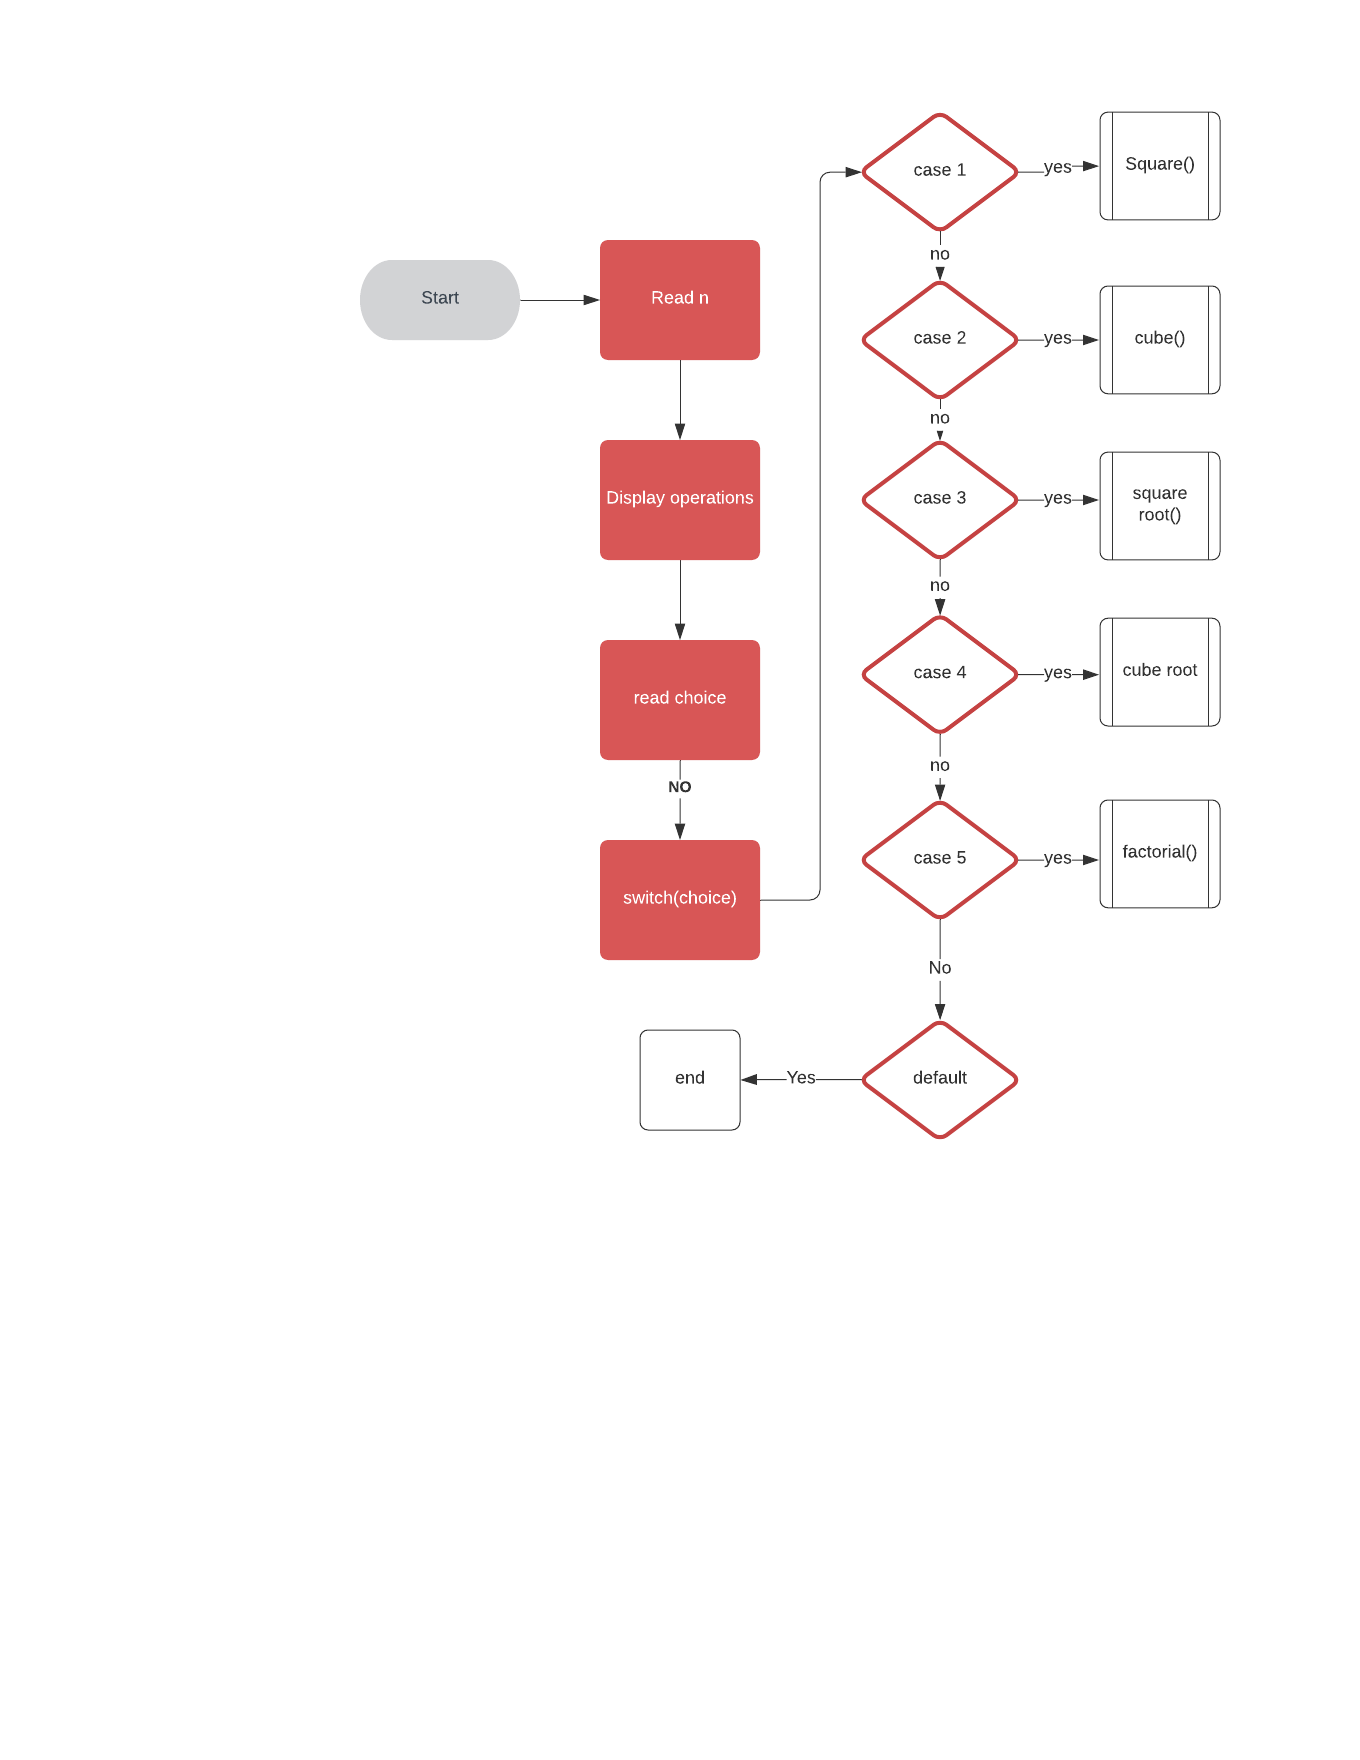 Start
Read n
Display operations
read choice
NO
switch(choice)
case 1
yes
Square()
no
case 2
yes
cube()
no
case 3
yes
square
root()
no
case 4
yes
cube root
no
case 5
yes
factorial()
No
default
Yes
end